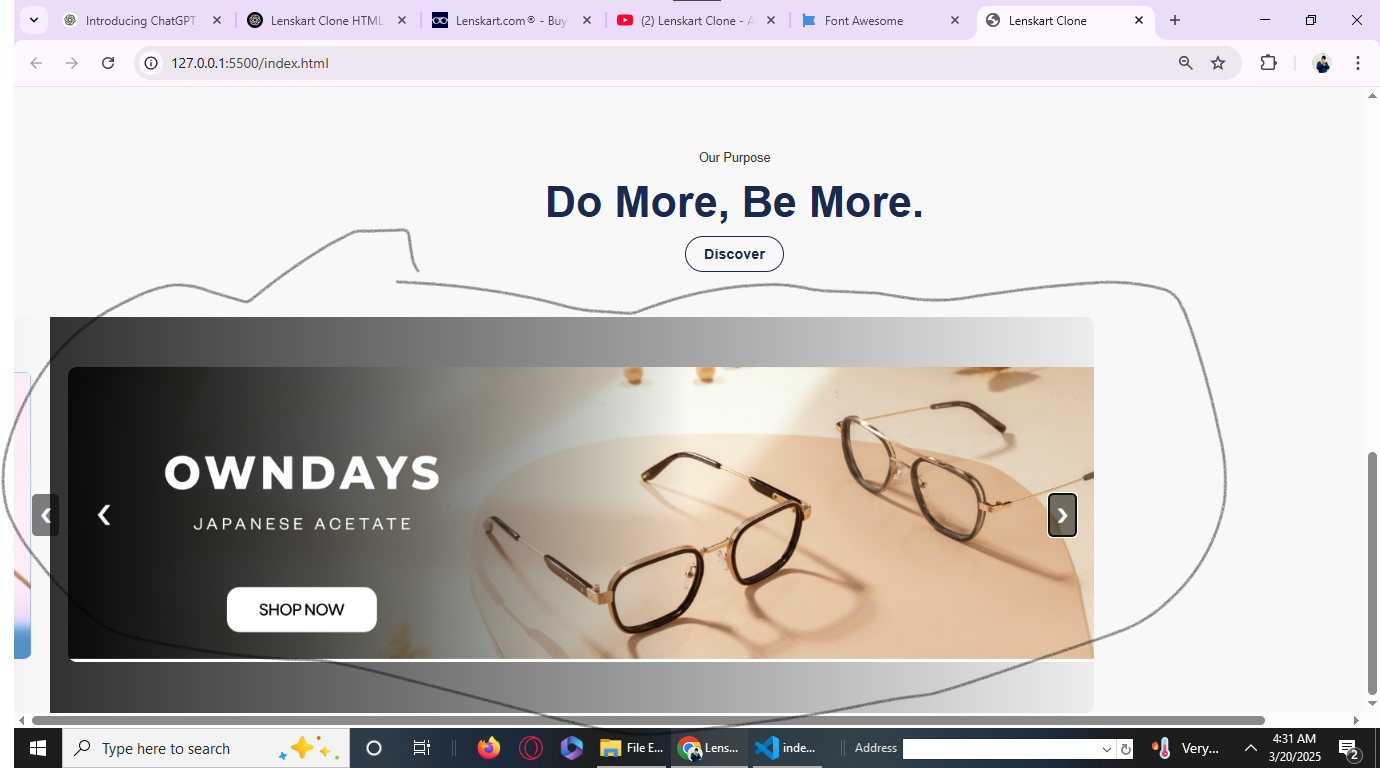 Introducing ChatGPT
Lenskart Clone HTML
Lenskart.com® - Buy
(2) Lenskart Clone - A
Font Awesome
Lenskart Clone
127.0.0.1:5500/index.html
Our Purpose
Do More, Be More.
Discover
OWNDAYS
JAPANESE ACETATE
SHOP NOW
Type here to search
File E...
Lens...
inde...
Address
Very...
4:31 AM
3/20/2025
2